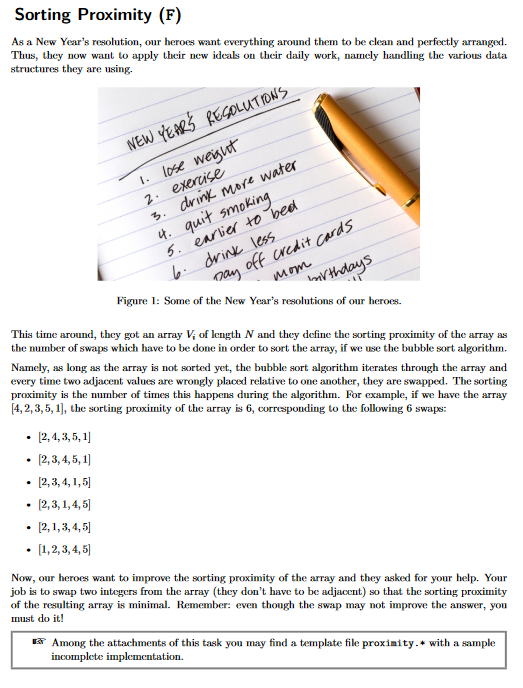 Sorting Proximity (F)
As a New Year's resolution, our heroes want everything around them to be clean and perfectly arranged.
Thus, they now want to apply their new ideals on their daily work, namely handling the various data
structures they are using.
NEW YEAR'S RESOLUTIONS
1. lose weight
2. exercise
3. drink more water
4. quit smoking
5. earlier to bed
6. drink less
pay off credit cards
mom
birthdays
Figure 1: Some of the New Year's resolutions of our heroes.
This time around, they got an array Vᵢ of length N and they define the sorting proximity of the array as
the number of swaps which have to be done in order to sort the array, if we use the bubble sort algorithm.
Namely, as long as the array is not sorted yet, the bubble sort algorithm iterates through the array and
every time two adjacent values are wrongly placed relative to one another, they are swapped. The sorting
proximity is the number of times this happens during the algorithm. For example, if we have the array
[4, 2, 3, 5, 1], the sorting proximity of the array is 6, corresponding to the following 6 swaps:
• [2, 4, 3, 5, 1]
• [2, 3, 4, 5, 1]
• [2, 3, 4, 1, 5]
• [2, 3, 1, 4, 5]
• [2, 1, 3, 4, 5]
• [1, 2, 3, 4, 5]
Now, our heroes want to improve the sorting proximity of the array and they asked for your help. Your
job is to swap two integers from the array (they don't have to be adjacent) so that the sorting proximity
of the resulting array is minimal. Remember: even though the swap may not improve the answer, you
must do it!
☞ Among the attachments of this task you may find a template file proximity.* with a sample
incomplete implementation.